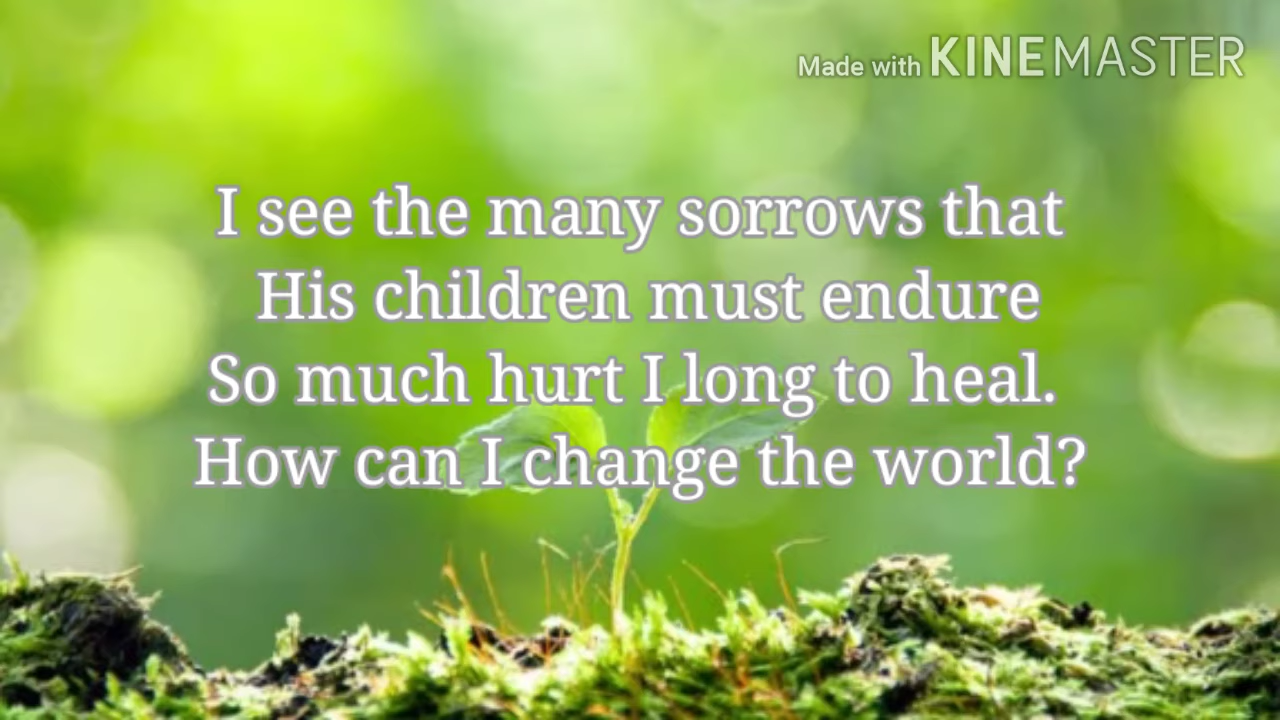 Made with KINEMASTER
I see the many sorrows that
His children must endure
So much hurt I long to heal.
How can I change the world?